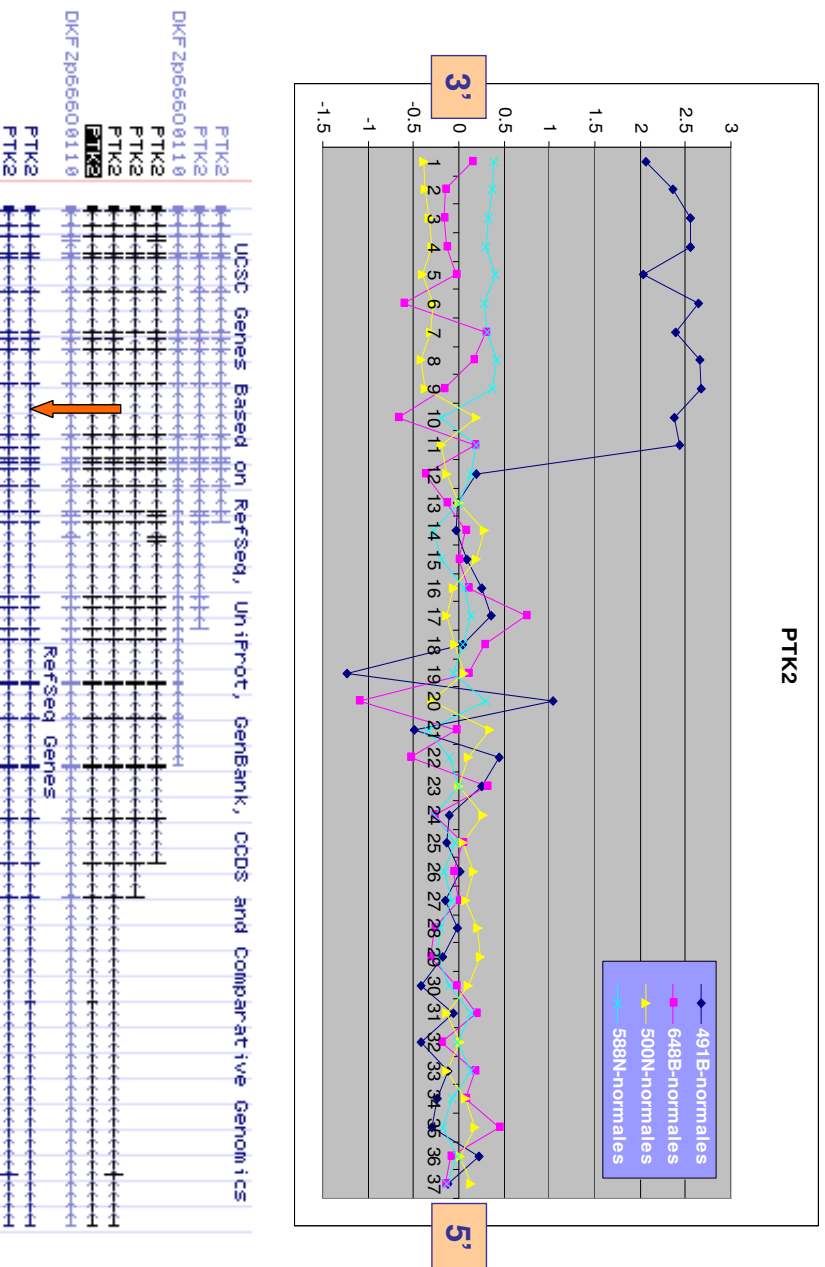 PTK2
3
2.5
2
1.5
1
0.5
0
-0.5
-1
-1.5
1 2 3 4 5 6 7 8 9 10 11 12 13 14 15 16 17 18 19 20 21 22 23 24 25 26 27 28 29 30 31 32 33 34 35 36 37
491B-normales
648B-normales
500N-normales
588N-normales
3’
5’
UCSC Genes Based on RefSeq, UniProt, GenBank, CCDS and Comparative Genomics
PTK2
PTK2
DKFZp666O0110
PTK2
PTK2
PTK2
PTK2
DKFZp666O0110
RefSeq Genes
PTK2
PTK2